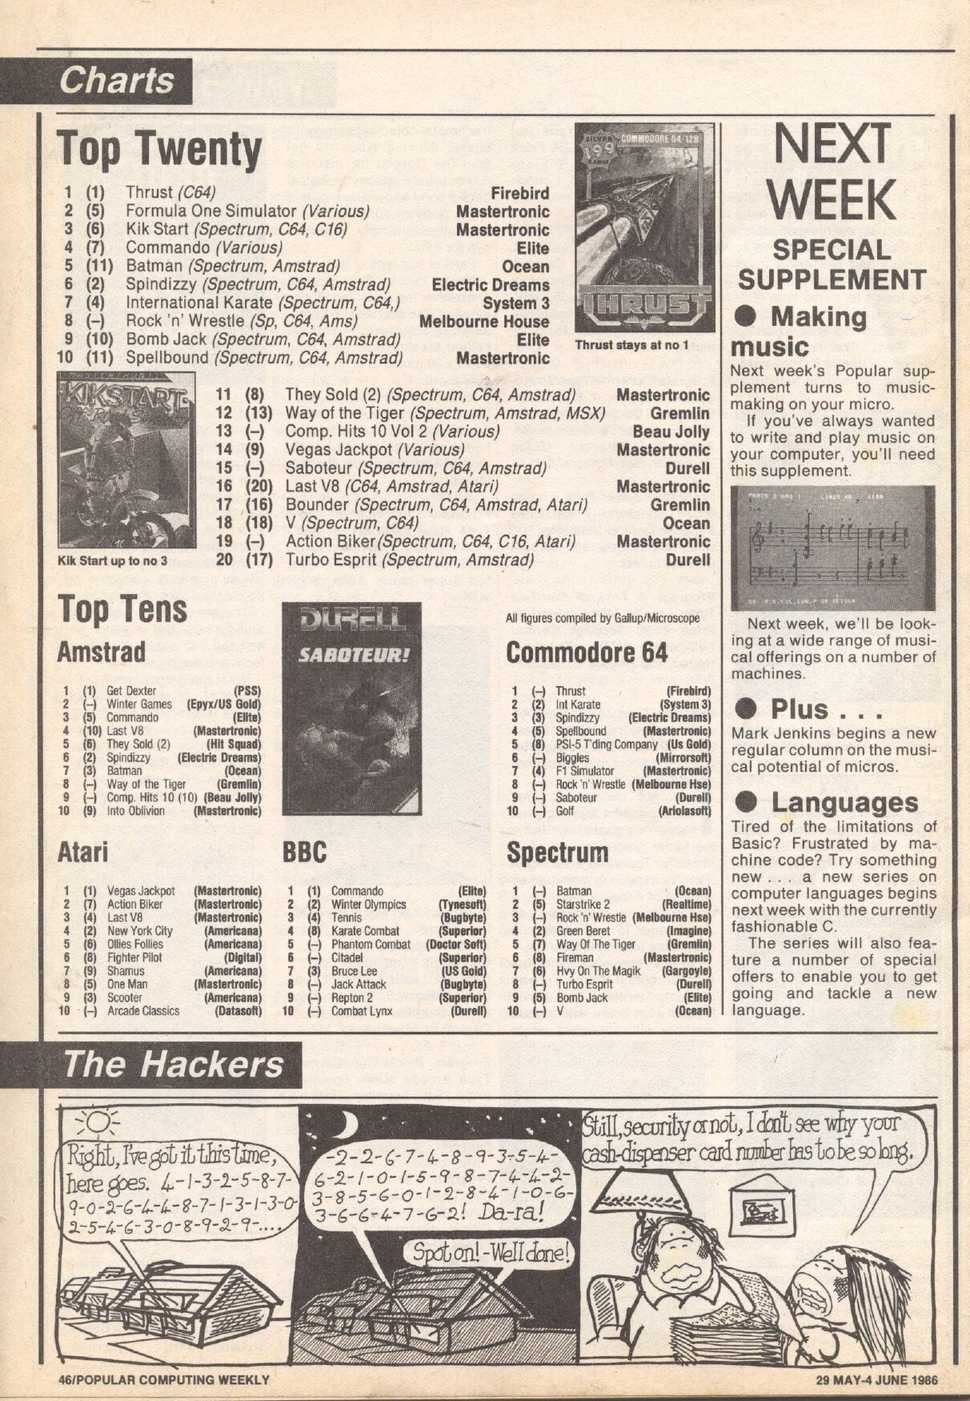 Charts
Top Twenty
1 (1) Thrust (C64) Firebird
2 (5) Formula One Simulator (Various) Mastertronic
3 (6) Kik Start (Spectrum, C64, C16) Mastertronic
4 (7) Commando (Various) Elite
5 (11) Batman (Spectrum, Amstrad) Ocean
6 (2) Spindizzy (Spectrum, C64, Amstrad) Electric Dreams
7 (4) International Karate (Spectrum, C64,) System 3
8 (–) Rock 'n' Wrestle (Sp, C64, Ams) Melbourne House
9 (10) Bomb Jack (Spectrum, C64, Amstrad) Elite
10 (11) Spellbound (Spectrum, C64, Amstrad) Mastertronic
SILVER
199
RANGE
COMMODORE 64/128
THRUST
Thrust stays at no 1
KIKSTART
Kik Start up to no 3
11 (8) They Sold (2) (Spectrum, C64, Amstrad) Mastertronic
12 (13) Way of the Tiger (Spectrum, Amstrad, MSX) Gremlin
13 (–) Comp. Hits 10 Vol 2 (Various) Beau Jolly
14 (9) Vegas Jackpot (Various) Mastertronic
15 (–) Saboteur (Spectrum, C64, Amstrad) Durell
16 (20) Last V8 (C64, Amstrad, Atari) Mastertronic
17 (16) Bounder (Spectrum, C64, Amstrad, Atari) Gremlin
18 (18) V (Spectrum, C64) Ocean
19 (–) Action Biker (Spectrum, C64, C16, Atari) Mastertronic
20 (17) Turbo Esprit (Spectrum, Amstrad) Durell
Top Tens
All figures compiled by Gallup/Microscope
Amstrad
1 (1) Get Dexter (PSS)
2 (–) Winter Games (Epyx/US Gold)
3 (5) Commando (Elite)
4 (10) Last V8 (Mastertronic)
5 (6) They Sold (2) (Hit Squad)
6 (2) Spindizzy (Electric Dreams)
7 (3) Batman (Ocean)
8 (–) Way of the Tiger (Gremlin)
9 (–) Comp. Hits 10 (10) (Beau Jolly)
10 (9) Into Oblivion (Mastertronic)
DURELL
SABOTEUR!
Commodore 64
1 (–) Thrust (Firebird)
2 (2) Int Karate (System 3)
3 (3) Spindizzy (Electric Dreams)
4 (5) Spellbound (Mastertronic)
5 (8) PSI-5 T'ding Company (Us Gold)
6 (–) Biggles (Mirrorsoft)
7 (4) F1 Simulator (Mastertronic)
8 (–) Rock 'n' Wrestle (Melbourne Hse)
9 (–) Saboteur (Durell)
10 (–) Golf (Ariolasoft)
Atari
1 (1) Vegas Jackpot (Mastertronic)
2 (7) Action Biker (Mastertronic)
3 (4) Last V8 (Mastertronic)
4 (2) New York City (Americana)
5 (6) Ollies Follies (Americana)
6 (8) Fighter Pilot (Digital)
7 (9) Shamus (Americana)
8 (5) One Man (Mastertronic)
9 (3) Scooter (Americana)
10 (–) Arcade Classics (Datasoft)
BBC
1 (1) Commando (Elite)
2 (2) Winter Olympics (Tynesoft)
3 (4) Tennis (Bugbyte)
4 (8) Karate Combat (Superior)
5 (–) Phantom Combat (Doctor Soft)
6 (–) Citadel (Superior)
7 (3) Bruce Lee (US Gold)
8 (–) Jack Attack (Bugbyte)
9 (–) Repton 2 (Superior)
10 (–) Combat Lynx (Durell)
Spectrum
1 (–) Batman (Ocean)
2 (5) Starstrike 2 (Realtime)
3 (–) Rock 'n' Wrestle (Melbourne Hse)
4 (2) Green Beret (Imagine)
5 (7) Way Of The Tiger (Gremlin)
6 (8) Fireman (Mastertronic)
7 (6) Hvy On The Magik (Gargoyle)
8 (–) Turbo Esprit (Durell)
9 (5) Bomb Jack (Elite)
10 (–) V (Ocean)
NEXT
WEEK
SPECIAL
SUPPLEMENT
● Making
music
Next week's Popular sup-
plement turns to music-
making on your micro.
If you've always wanted
to write and play music on
your computer, you'll need
this supplement.
Next week, we'll be look-
ing at a wide range of musi-
cal offerings on a number of
machines.
● Plus . . .
Mark Jenkins begins a new
regular column on the musi-
cal potential of micros.
● Languages
Tired of the limitations of
Basic? Frustrated by ma-
chine code? Try something
new . . . a new series on
computer languages begins
next week with the currently
fashionable C.
The series will also fea-
ture a number of special
offers to enable you to get
going and tackle a new
language.
The Hackers
Right, I've got it this time,
here goes. 4-1-3-2-5-8-7-
9-0-2-6-4-4-8-7-1-3-1-3-0
2-5-4-6-3-0-8-9-2-9-....
-2-2-6-7-4-8-9-3-5-4-
6-2-1-0-1-5-9-8-7-4-4-2-
3-8-5-6-0-1-2-8-4-1-0-6-
3-6-6-4-7-6-2! Da-ra!
Spot on! -Well done!
Still, security or not, I don't see why your
cash-dispenser card number has to be so long.
46/POPULAR COMPUTING WEEKLY
29 MAY-4 JUNE 1986